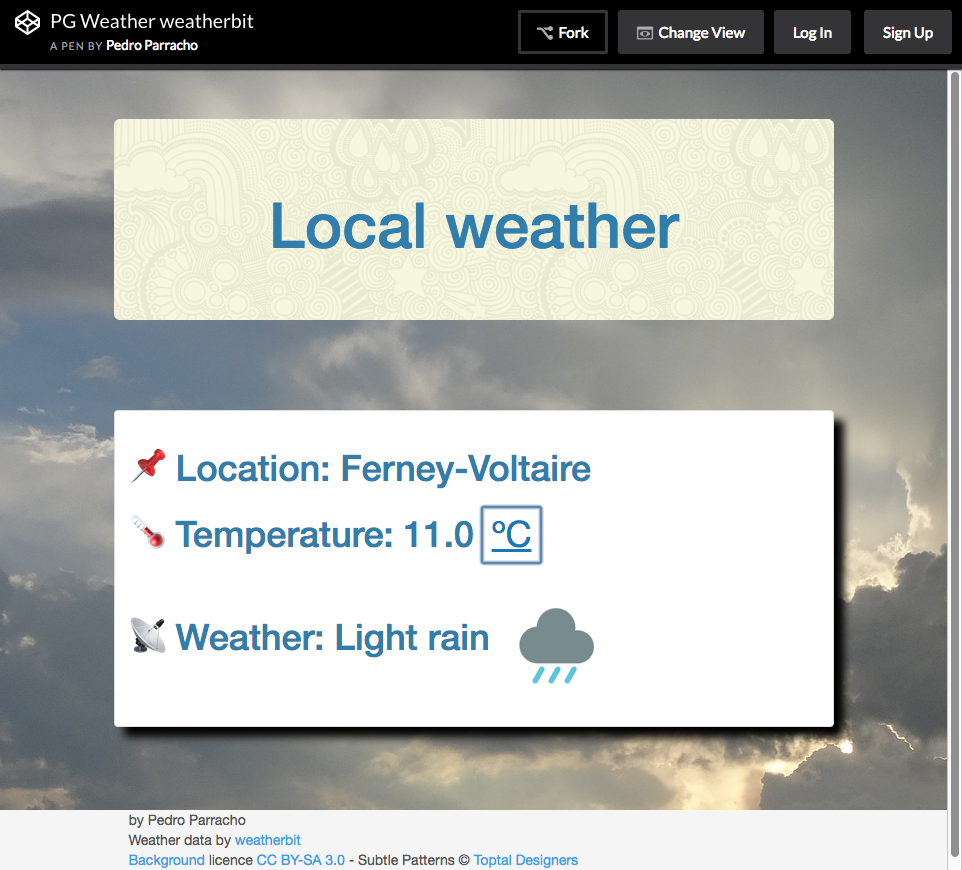 PG Weather weatherbit
A PEN BY Pedro Parracho
Fork
Change View
Log In
Sign Up
Local weather
Location: Ferney-Voltaire
Temperature: 11.0 ºC
Weather: Light rain
by Pedro Parracho
Weather data by weatherbit
Background licence CC BY-SA 3.0 - Subtle Patterns © Toptal Designers